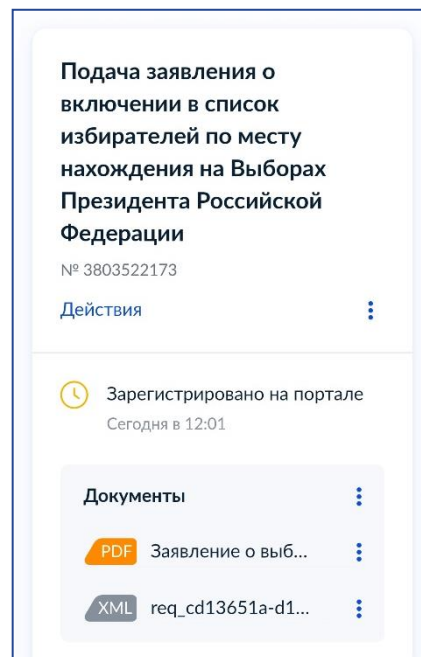 Подача заявления о
включении в список
избирателей по месту
нахождения на Выборах
Президента Российской
Федерации
№ 3803522173
Действия
Зарегистрировано на портале
Сегодня в 12:01
Документы
PDF Заявление о выб...
XML req_cd13651a-d1...